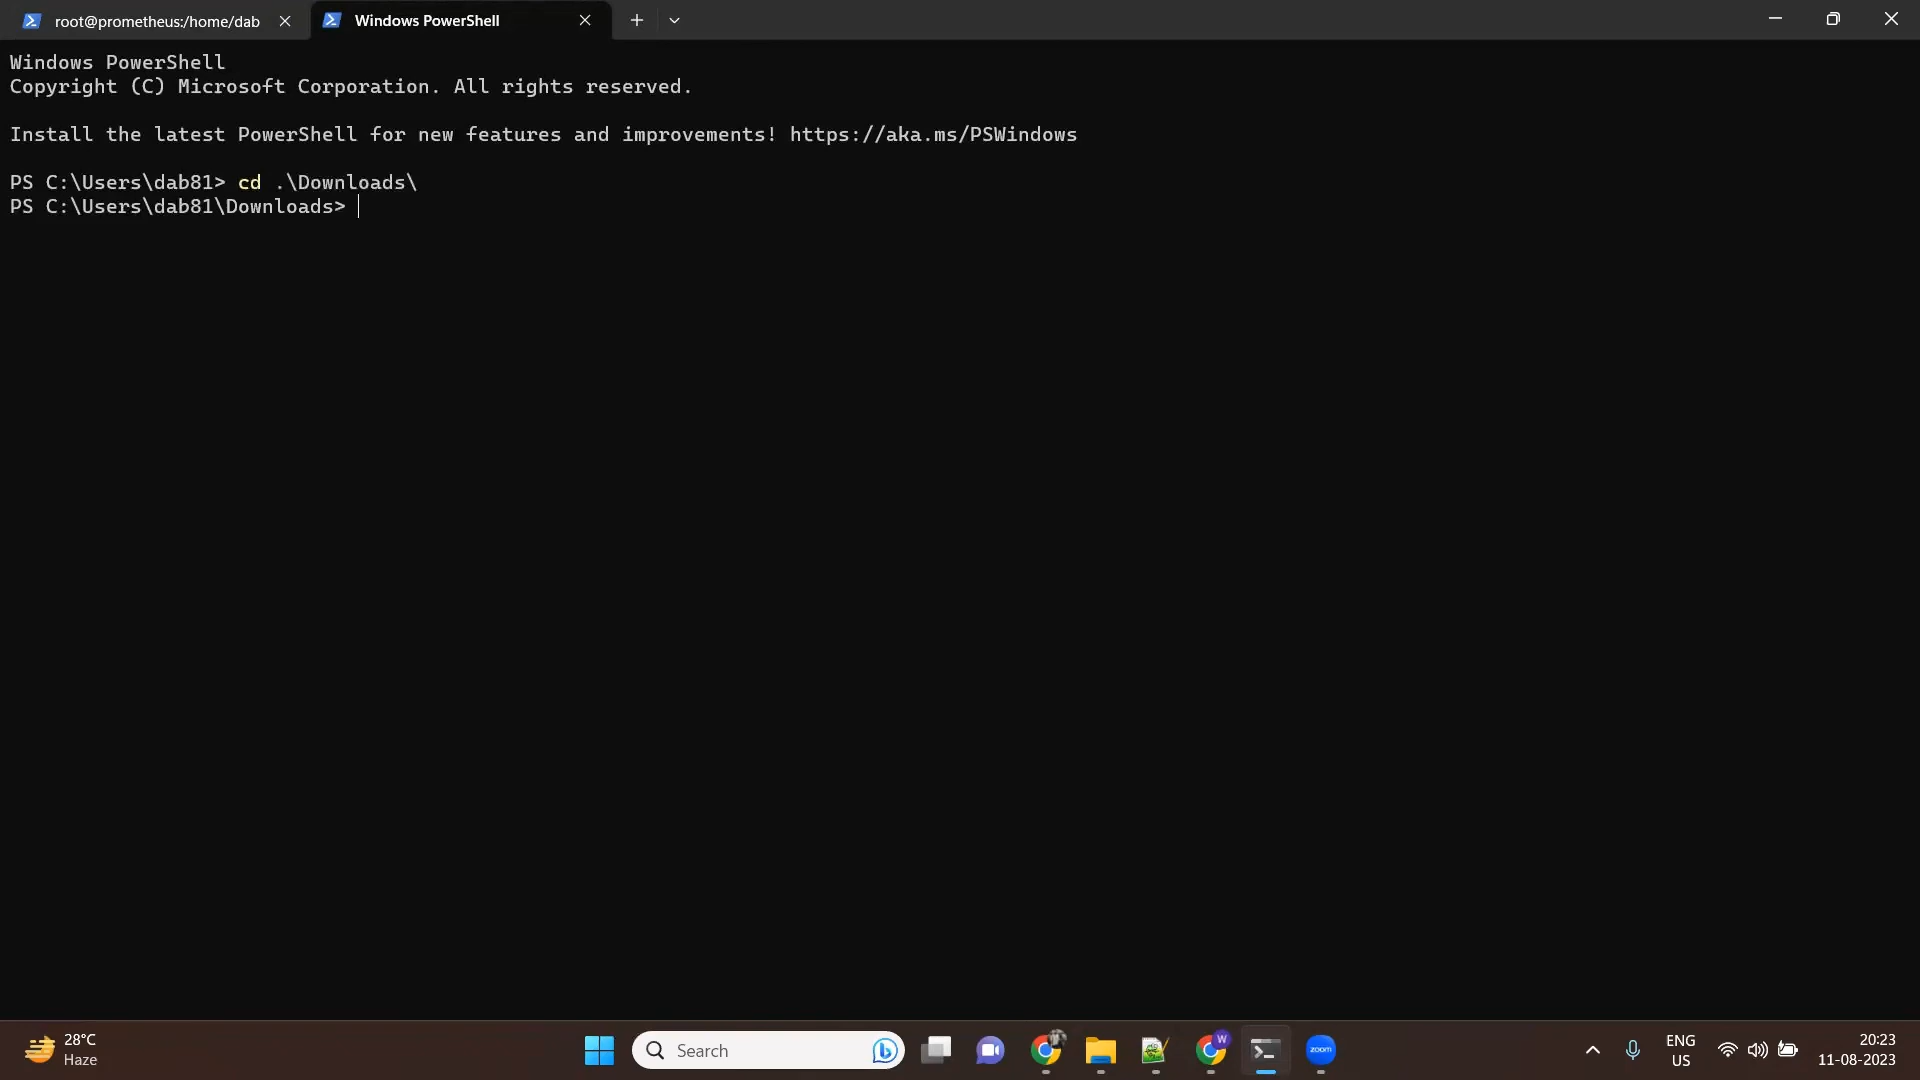 root@prometheus:/home/dab
Windows PowerShell
Windows PowerShell
Copyright (C) Microsoft Corporation. All rights reserved.
Install the latest PowerShell for new features and improvements! https://aka.ms/PSWindows
PS C:\Users\dab81> cd .\Downloads\
PS C:\Users\dab81\Downloads>
28°C
Haze
Search
W
zoom
ENG
US
20:23
11-08-2023